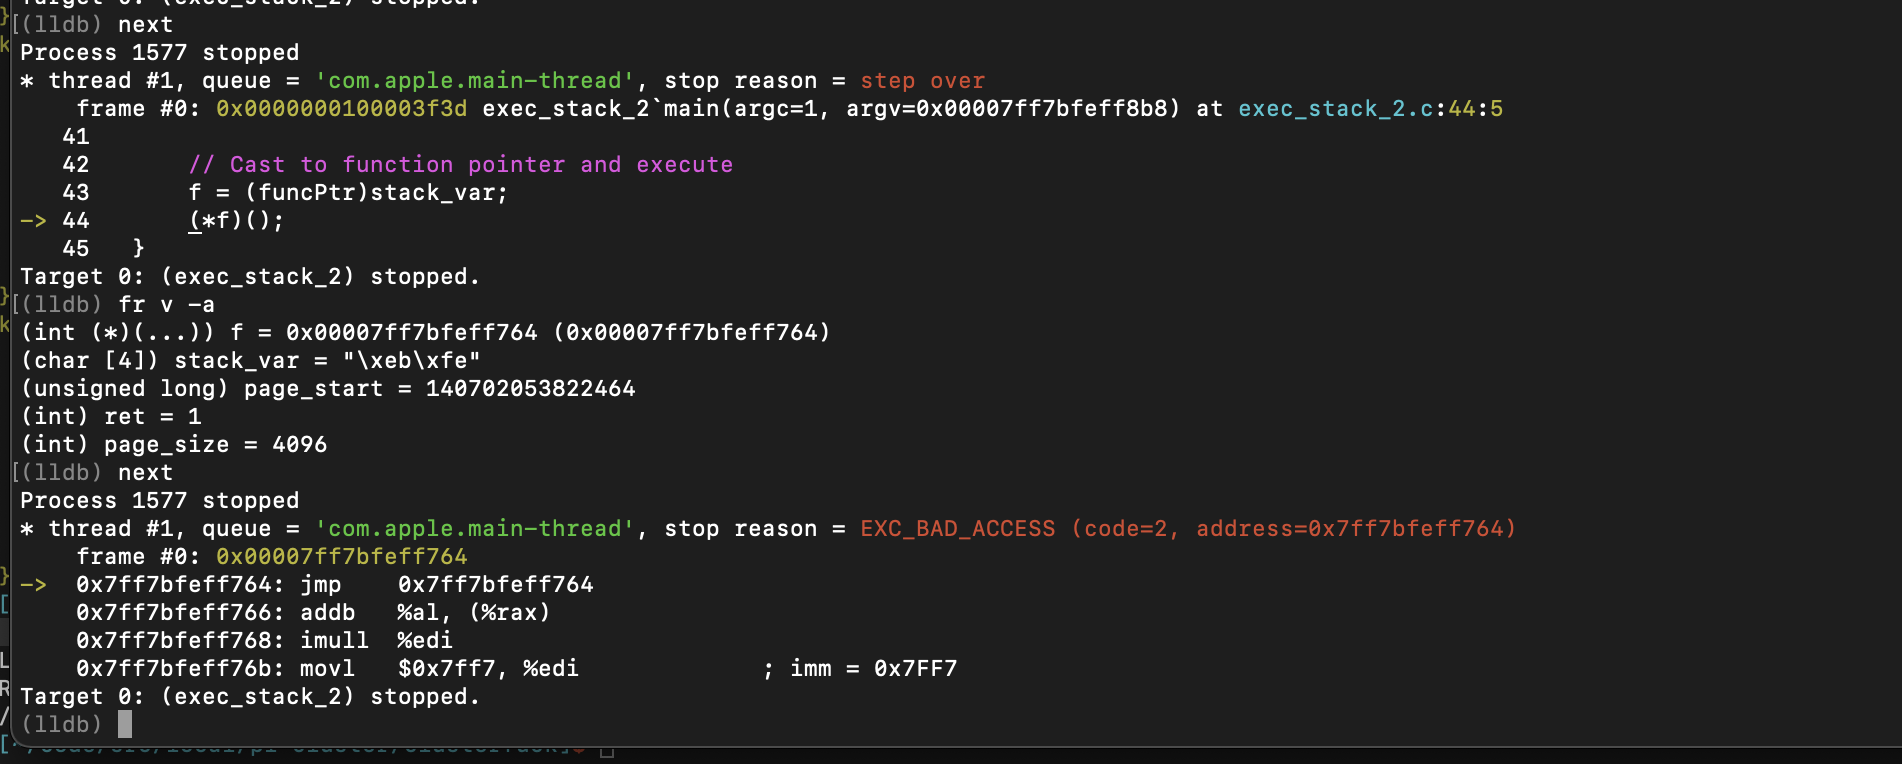 Target 0: (exec_stack_2) stopped.
[(lldb) next
Process 1577 stopped
* thread #1, queue = 'com.apple.main-thread', stop reason = step over
    frame #0: 0x0000000100003f3d exec_stack_2`main(argc=1, argv=0x00007ff7bfeff8b8) at exec_stack_2.c:44:5
   41
   42       // Cast to function pointer and execute
   43       f = (funcPtr)stack_var;
-> 44       (*f)();
   45   }
Target 0: (exec_stack_2) stopped.
[(lldb) fr v -a
(int (*)(...)) f = 0x00007ff7bfeff764 (0x00007ff7bfeff764)
(char [4]) stack_var = "\xeb\xfe"
(unsigned long) page_start = 140702053822464
(int) ret = 1
(int) page_size = 4096
[(lldb) next
Process 1577 stopped
* thread #1, queue = 'com.apple.main-thread', stop reason = EXC_BAD_ACCESS (code=2, address=0x7ff7bfeff764)
    frame #0: 0x00007ff7bfeff764
->  0x7ff7bfeff764: jmp    0x7ff7bfeff764
    0x7ff7bfeff766: addb   %al, (%rax)
    0x7ff7bfeff768: imull  %edi
    0x7ff7bfeff76b: movl   $0x7ff7, %edi             ; imm = 0x7FF7
Target 0: (exec_stack_2) stopped.
(lldb)